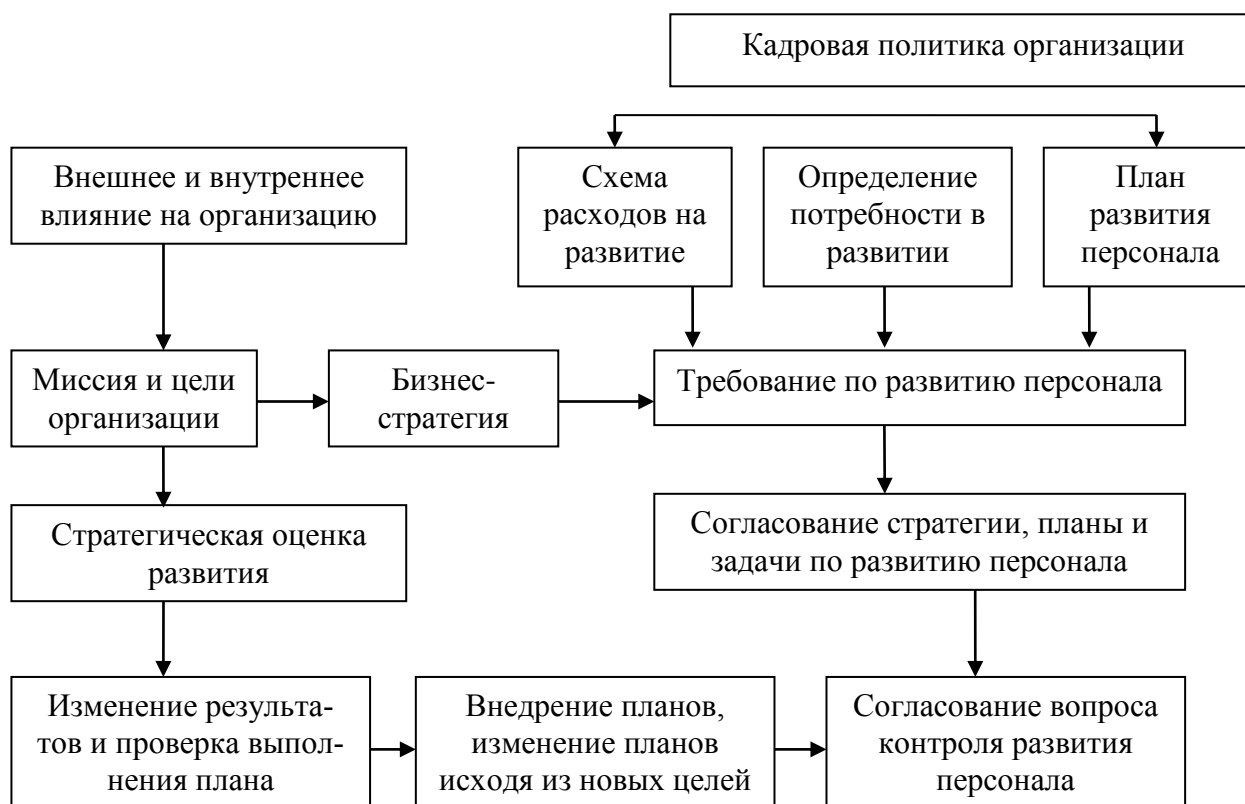 Кадровая политика организации
Внешнее и внутреннее
влияние на организацию
Схема
расходов на
развитие
Определение
потребности в
развитии
План
развития
персонала
Миссия и цели
организации
Бизнес-
стратегия
Требование по развитию персонала
Стратегическая оценка
развития
Согласование стратегии, планы и
задачи по развитию персонала
Изменение результа-
тов и проверка выпол-
нения плана
Внедрение планов,
изменение планов
исходя из новых целей
Согласование вопроса
контроля развития
персонала